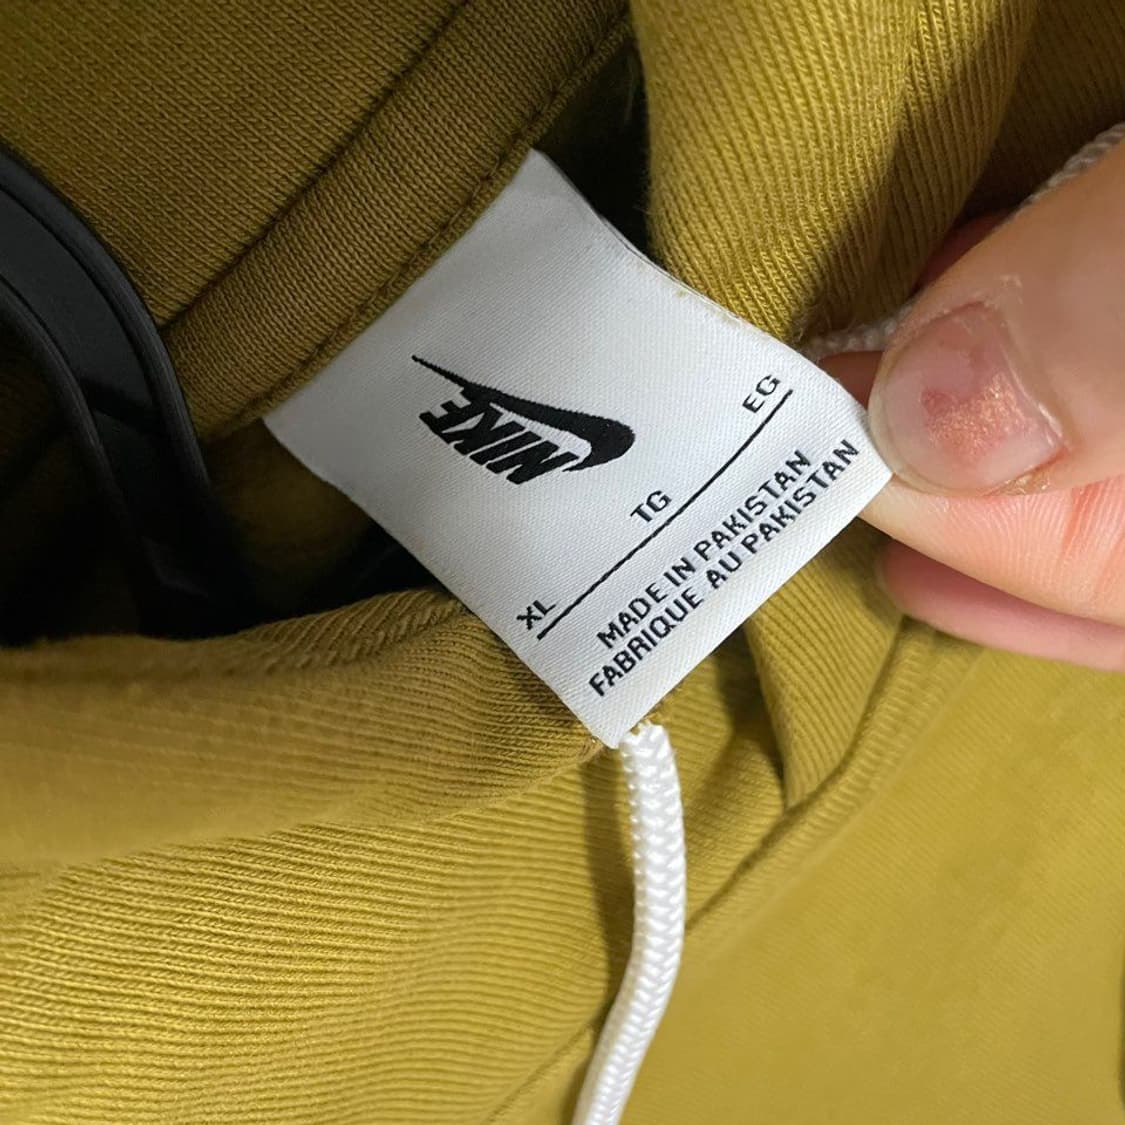 NIKE
XL TG EG
MADE IN PAKISTAN
FABRIQUE AU PAKISTAN